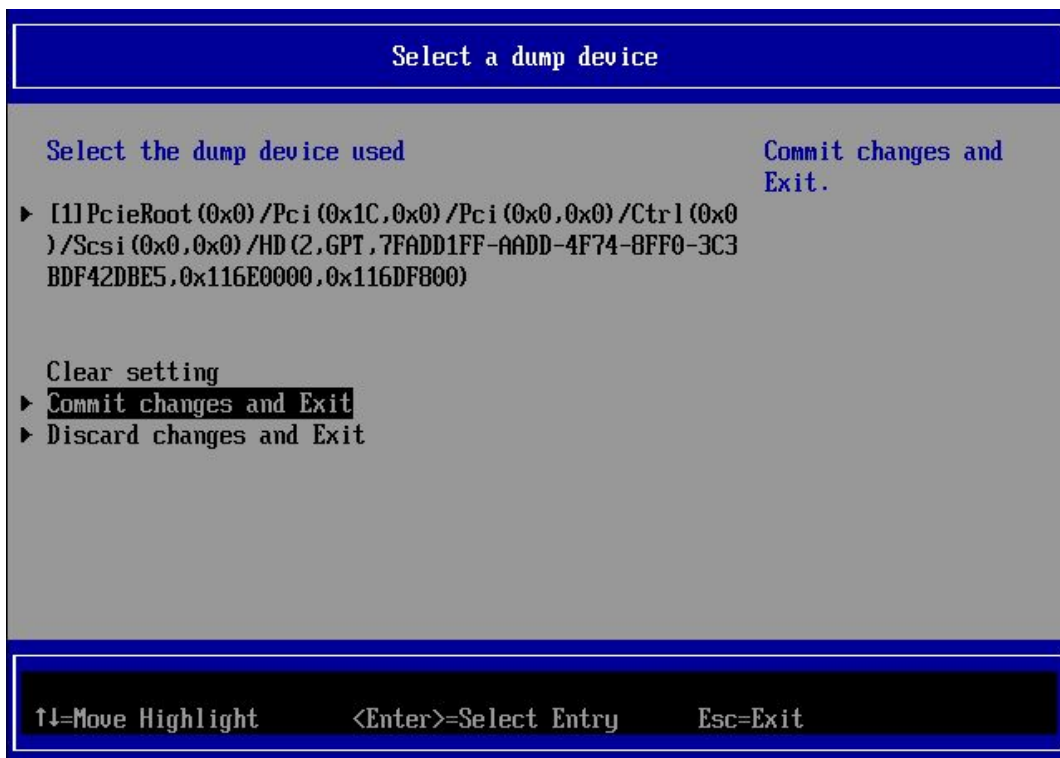 Select a dump device
Select the dump device used
Commit changes and
Exit.
[1]PcieRoot(0x0)/Pci(0x1C,0x0)/Pci(0x0,0x0)/Ctrl(0x0
)/Scsi(0x0,0x0)/HD(2,GPT,7FADD1FF-AADD-4F74-8FF0-3C3
BDF42DBE5,0x116E0000,0x116DF800)
Clear setting
Commit changes and Exit
Discard changes and Exit
↑↓=Move Highlight <Enter>=Select Entry Esc=Exit